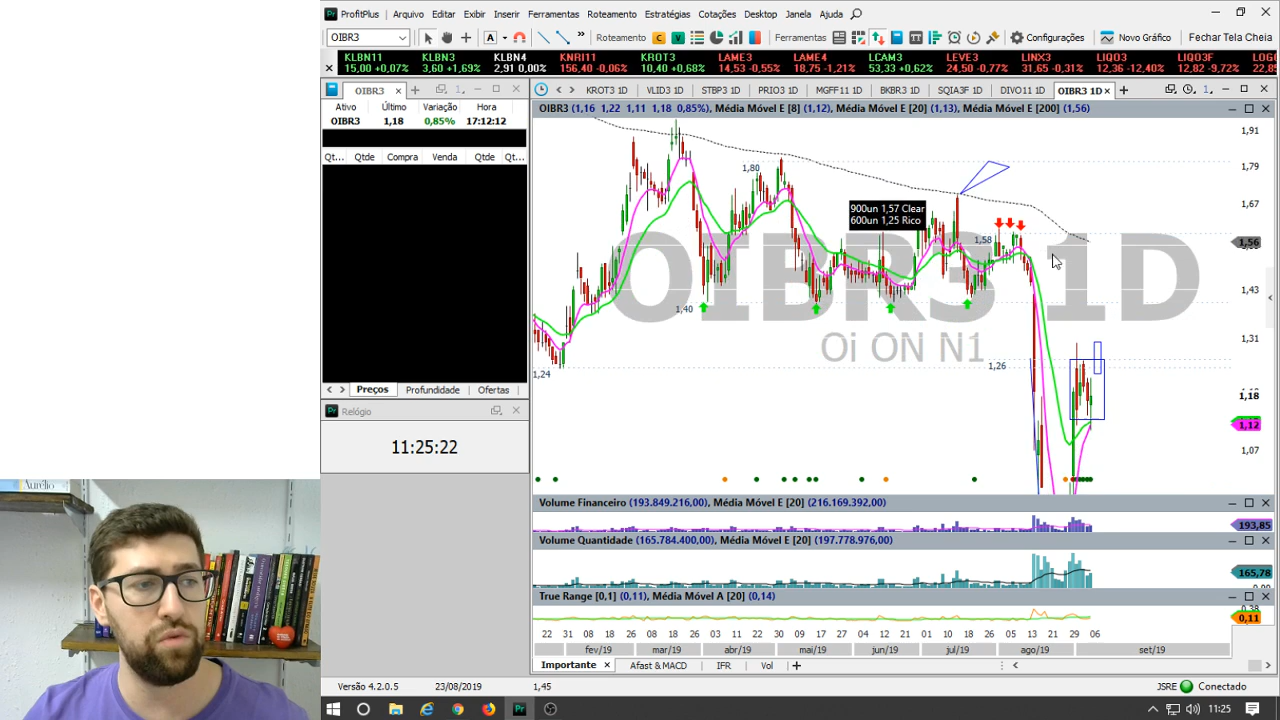 ProfitPlus Arquivo Editar Exibir Inserir Ferramentas Roteamento Estratégias Cotações Desktop Janela Ajuda
OIBR3 A Roteamento C V Ferramentas Configurações Novo Gráfico Fechar Tela Cheia
KLBN11 KLBN3 KLBN4 KNRI11 KROT3 LAME3 LAME4 LCAM3 LEVE3 LINX3 LIQO3 LIQO3F
15,00 +0,07% 3,60 +1,69% 2,91 0,00% 156,40 -0,06% 10,40 +0,68% 14,53 -0,55% 18,75 -1,21% 53,33 +0,62% 24,50 -0,77% 31,65 -0,31% 12,36 -12,40% 12,82 -9,72%
OIBR3
Ativo Último Variação Hora
OIBR3 1,18 0,85% 17:12:12
Qt... Qtde Compra Venda Qtde Qt...
Preços Profundidade Ofertas
Relógio
11:25:22
KROT3 1D VLID3 1D STBP3 1D PRIO3 1D MGFF11 1D BKBR3 1D SQIA3F 1D DIVO11 1D OIBR3 1D
OIBR3 (1,16 1,22 1,11 1,18 0,85%), Média Móvel E [8] (1,12), Média Móvel E [20] (1,13), Média Móvel E [200] (1,56)
OIBR3 1D
Oi ON N1
900un 1,57 Clear
600un 1,25 Rico
1,80
1,58
1,40
1,26
1,24
1,91
1,79
1,67
1,56
1,43
1,31
1,18
1,12
1,07
Volume Financeiro (193.849.216,00), Média Móvel E [20] (216.169.392,00)
193,85
Volume Quantidade (165.784.400,00), Média Móvel E [20] (197.778.976,00)
165,78
True Range [0,1] (0,11), Média Móvel A [20] (0,14)
0,38
0,11
22 31 08 18 26 08 18 26 03 11 22 30 09 17 27 04 12 21 01 10 18 26 05 13 21 29 06
fev/19 mar/19 abr/19 mai/19 jun/19 jul/19 ago/19 set/19
Importante Afast & MACD IFR Vol
Versão 4.2.0.5 23/08/2019 1,45 JSRE Conectado
Aurélio
11:25